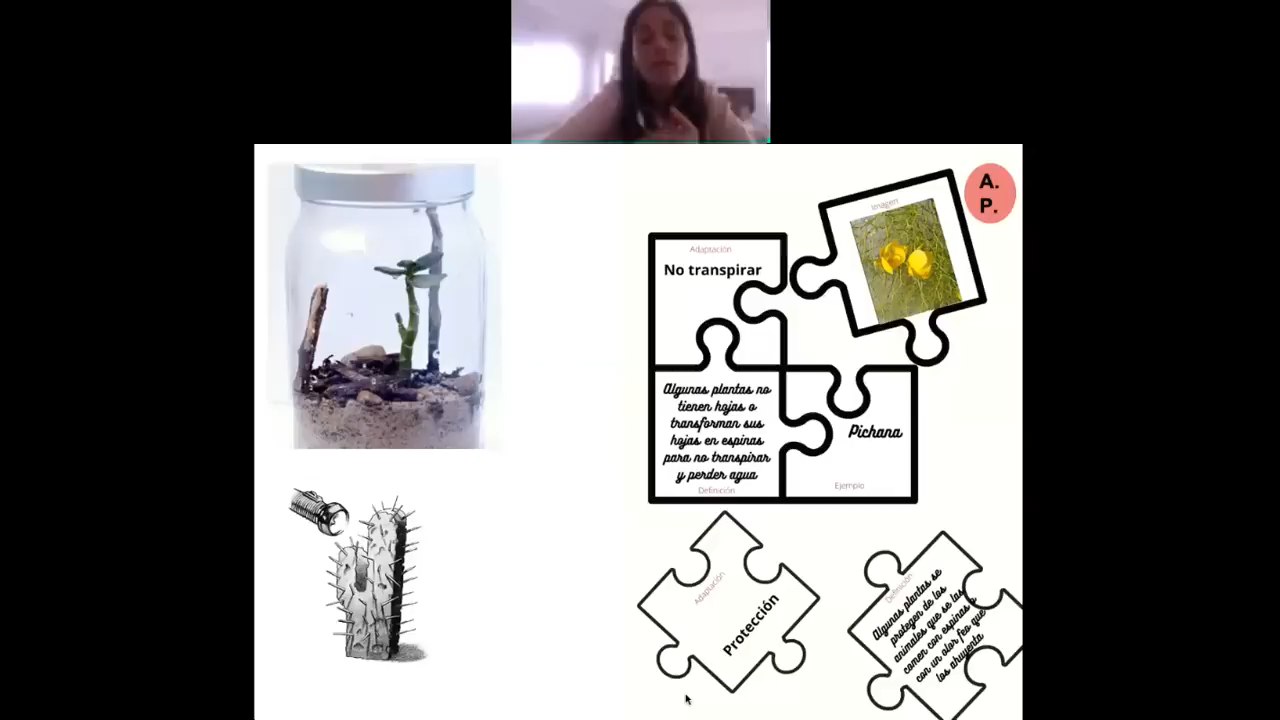 A.
P.
Imagen
Adaptación
No transpirar
Algunas plantas no
tienen hojas o
transforman sus
hojas en espinas
para no transpirar
y perder agua
Definición
Pichana
Ejemplo
Adaptación
Protección
Definición
Algunas plantas se
protegen de los
animales que se las
comen con espinas o
con un olor feo que
los ahuyenta